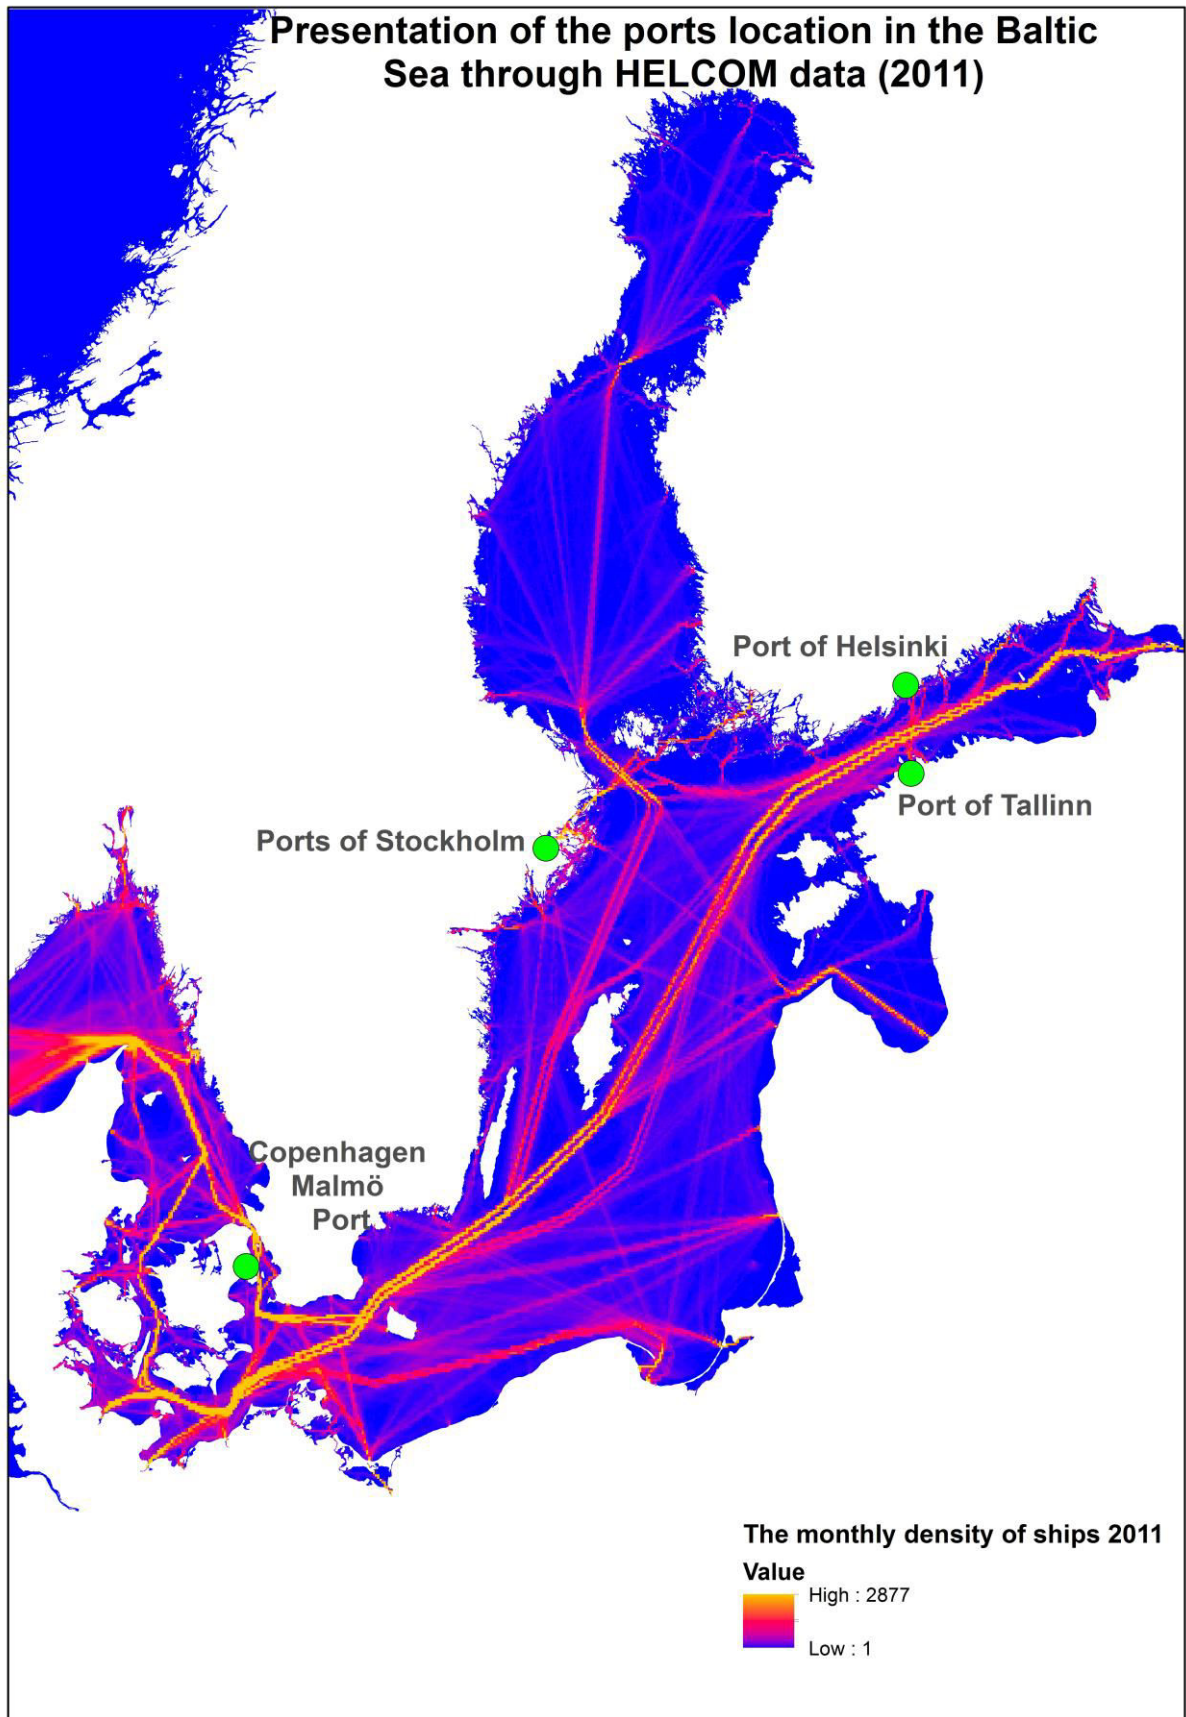 Presentation of the ports location in the Baltic
Sea through HELCOM data (2011)
Port of Helsinki
Port of Tallinn
Ports of Stockholm
Copenhagen
Malmö
Port
The monthly density of ships 2011
Value
High : 2877
Low : 1